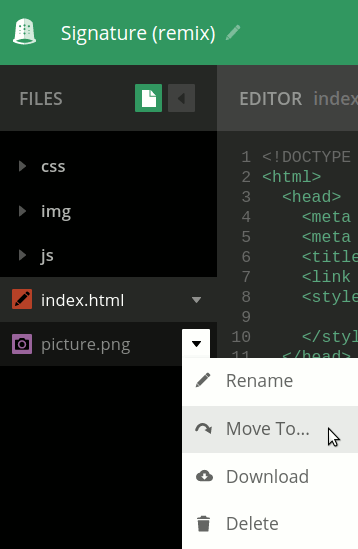 Signature (remix)
FILES
EDITOR index
css
img
js
index.html
picture.png
1 <!DOCTYPE
2 <html>
3 <head>
4 <meta
5 <meta
6 <title
7 <link
8 <style
9
10 </styl
11 </head>
Rename
Move To...
Download
Delete